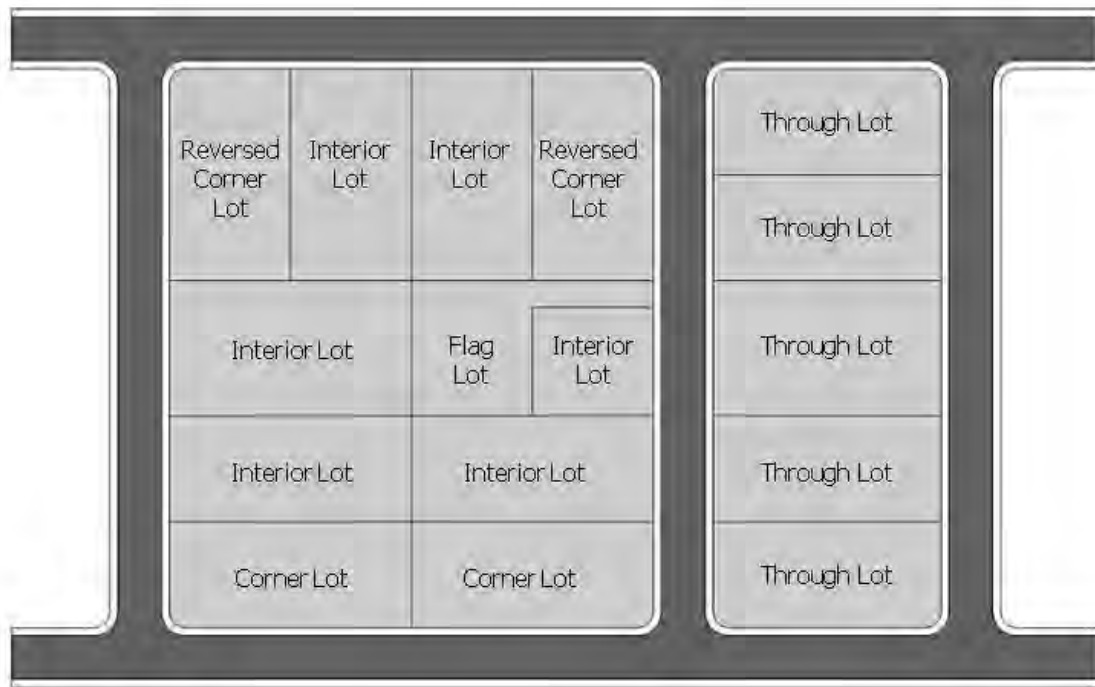 Reversed
Corner
Lot
Interior
Lot
Interior
Lot
Reversed
Corner
Lot
Interior Lot
Flag
Lot
Interior
Lot
Interior Lot
Interior Lot
Corner Lot
Corner Lot
Through Lot
Through Lot
Through Lot
Through Lot
Through Lot